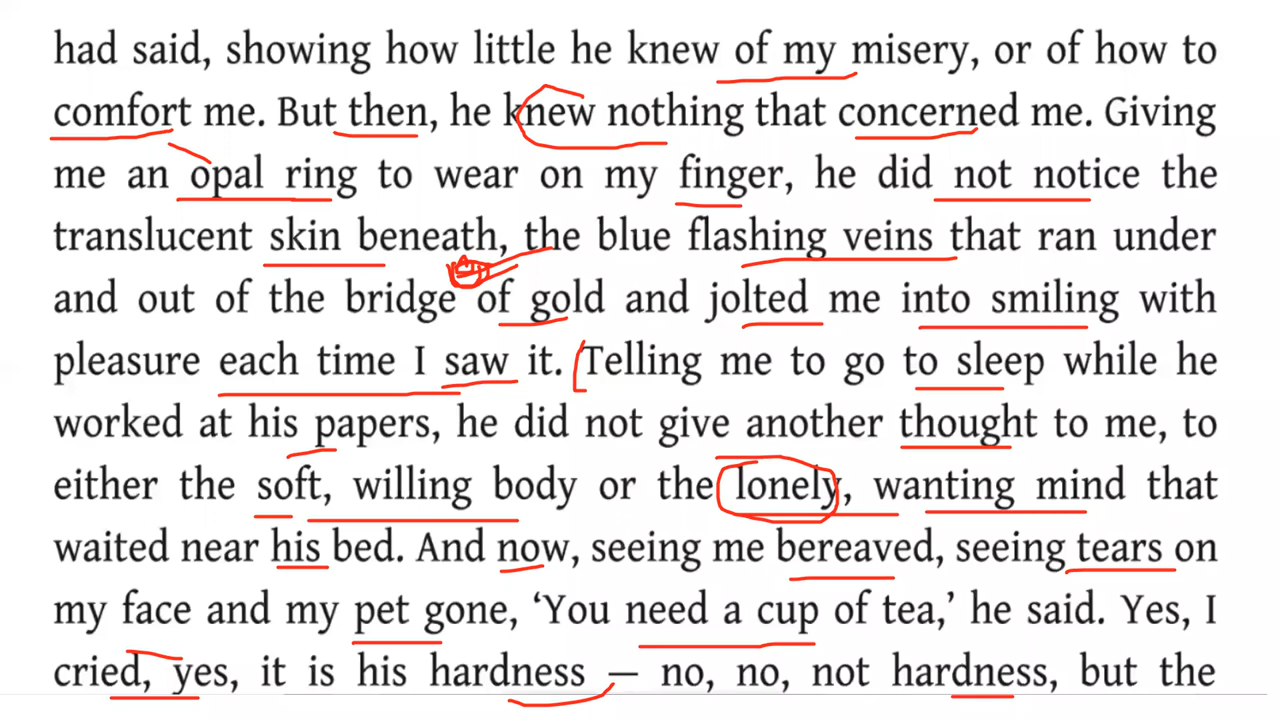 had said, showing how little he knew of my misery, or of how to
comfort me. But then, he knew nothing that concerned me. Giving
me an opal ring to wear on my finger, he did not notice the
translucent skin beneath, the blue flashing veins that ran under
and out of the bridge of gold and jolted me into smiling with
pleasure each time I saw it. Telling me to go to sleep while he
worked at his papers, he did not give another thought to me, to
either the soft, willing body or the lonely, wanting mind that
waited near his bed. And now, seeing me bereaved, seeing tears on
my face and my pet gone, ‘You need a cup of tea,’ he said. Yes, I
cried, yes, it is his hardness — no, no, not hardness, but the